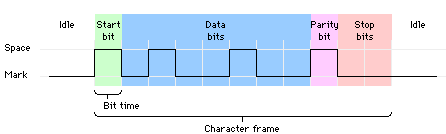 Idle
Start
bit
Data
bits
Parity
bit
Stop
bits
Idle
Space
Mark
Bit time
Character frame